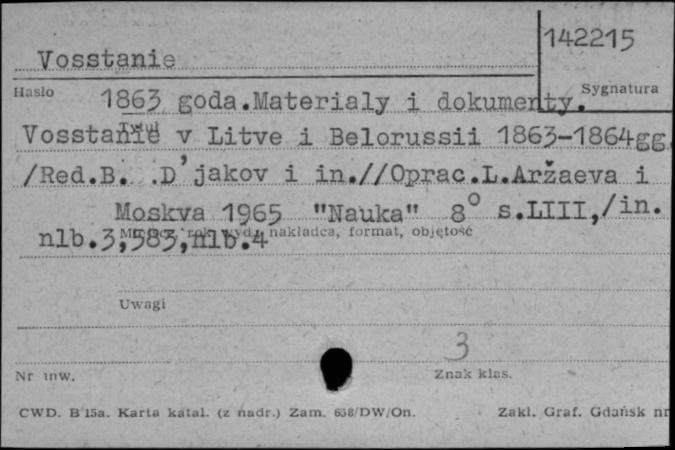 142215
Vosstanie
Hasło
Sygnatura
1863 goda.Materialy i dokumenty.
Tytuł
Vosstanie v Litve i Belorussii 1863-1864gg
/Red.B. .D'jakov i in.//Oprac.L.Aržaeva i
Moskva 1965 "Nauka" 8° s.LIII,/in.
nlb.3,583,nlb.4
nakładca, format, objętość
Uwagi
3
Nr inw.
Znak klas.
CWD. B 15a. Karta katal. (z nadr.) Zam. 658/DW/On.
Zakł. Graf. Gdańsk nr